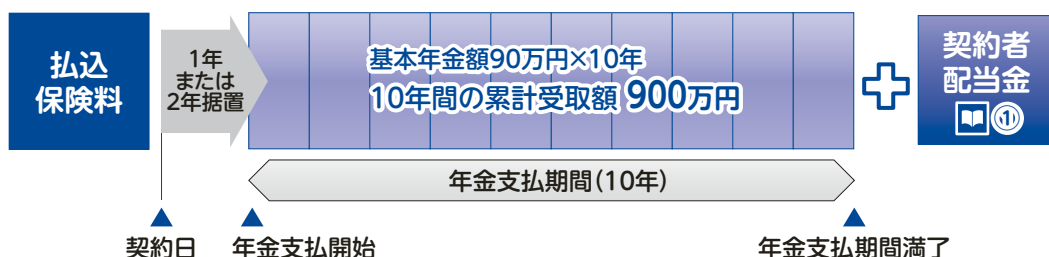 払込
保険料
1年
または
2年据置
基本年金額90万円×10年
10年間の累計受取額 900万円
契約者
配当金
1
年金支払期間(10年)
契約日
年金支払開始
年金支払期間満了